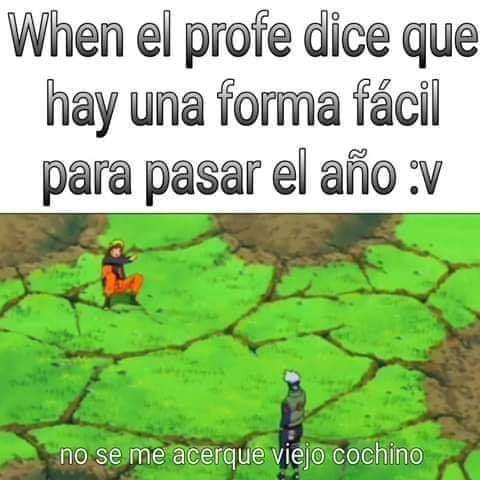 When el profe dice que
hay una forma fácil
para pasar el año :v
no se me acerque viejo cochino